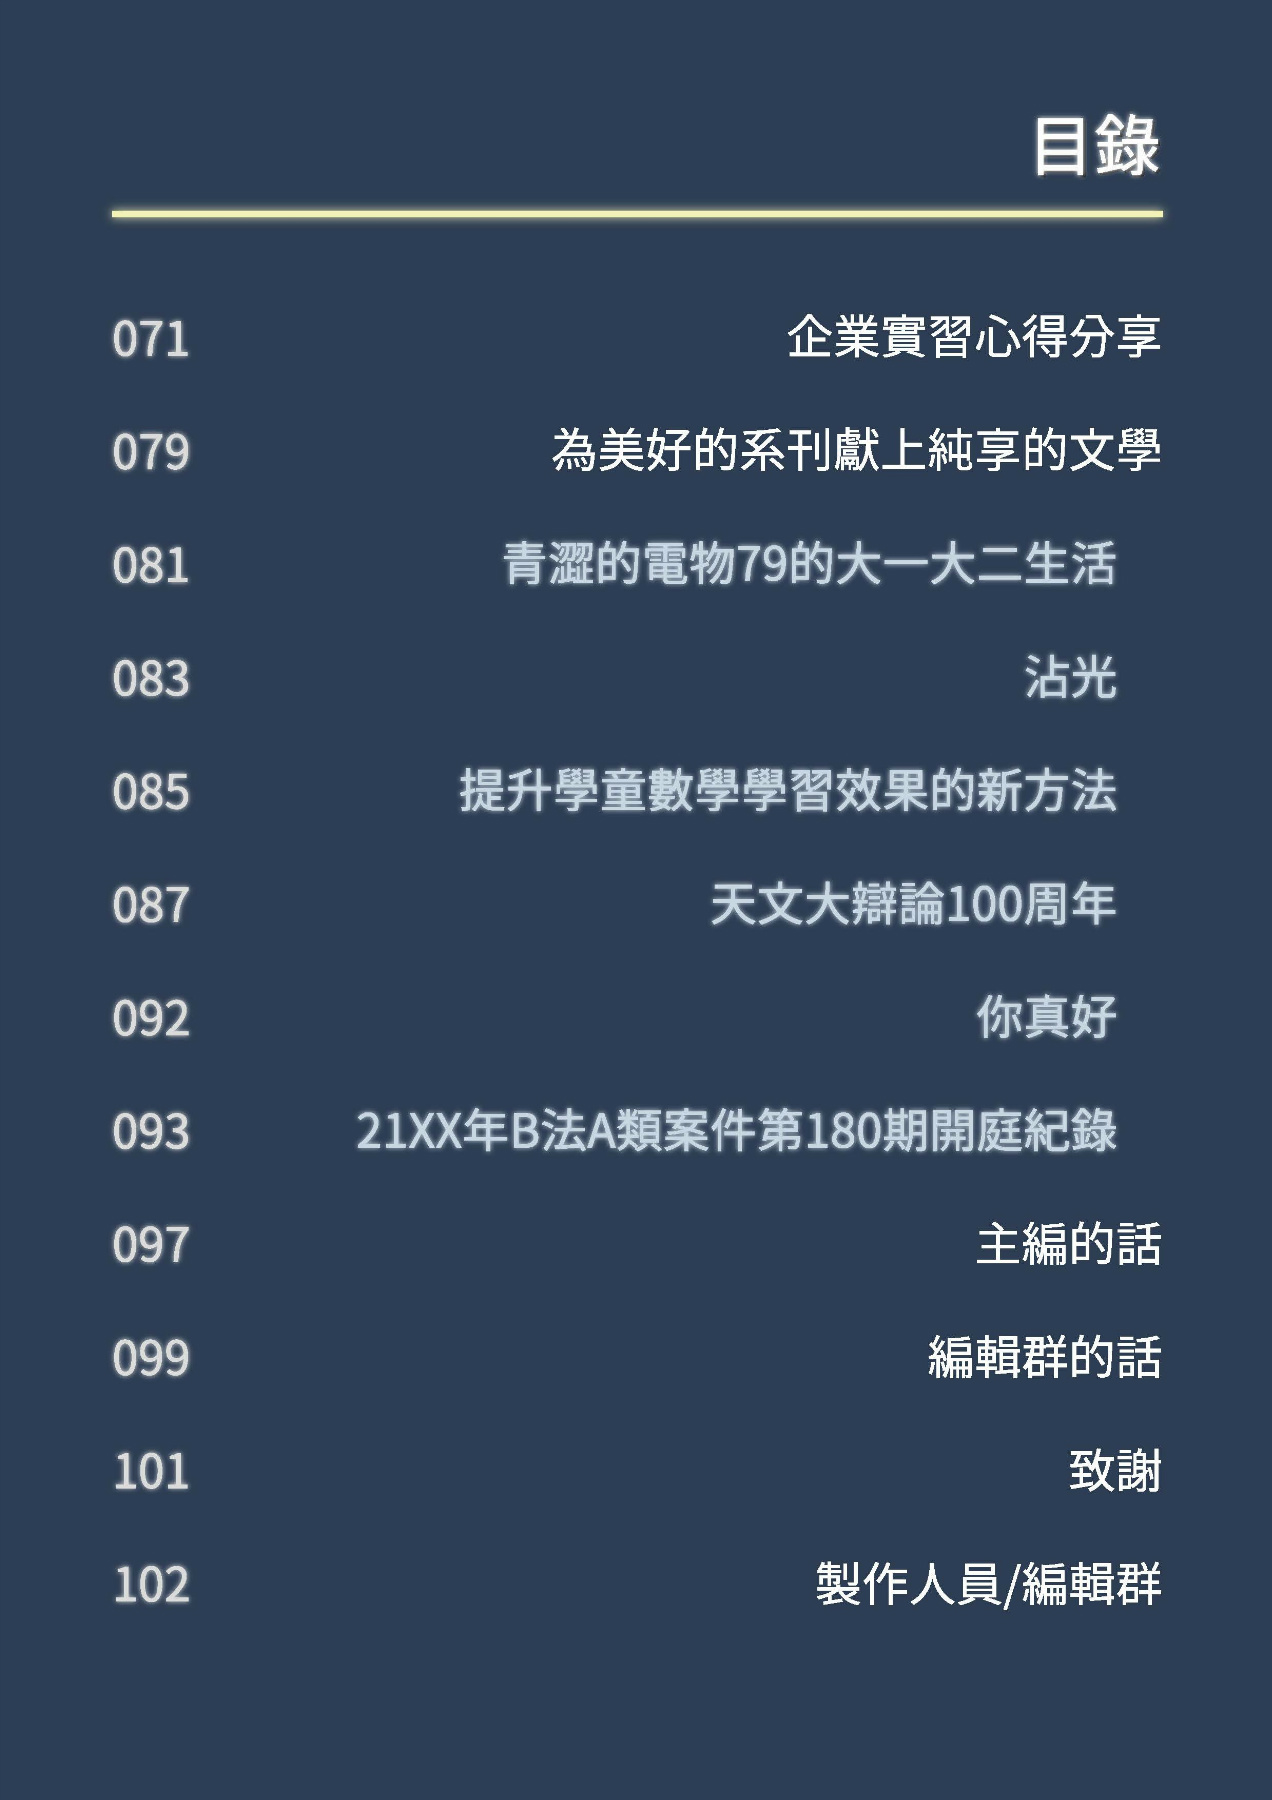 目錄
071 企業實習心得分享
079 為美好的系刊獻上純享的文學
081 青澀的電物79的大一大二生活
083 沾光
085 提升學童數學學習效果的新方法
087 天文大辯論100周年
092 你真好
093 21XX年B法A類案件第180期開庭紀錄
097 主編的話
099 編輯群的話
101 致謝
102 製作人員/編輯群